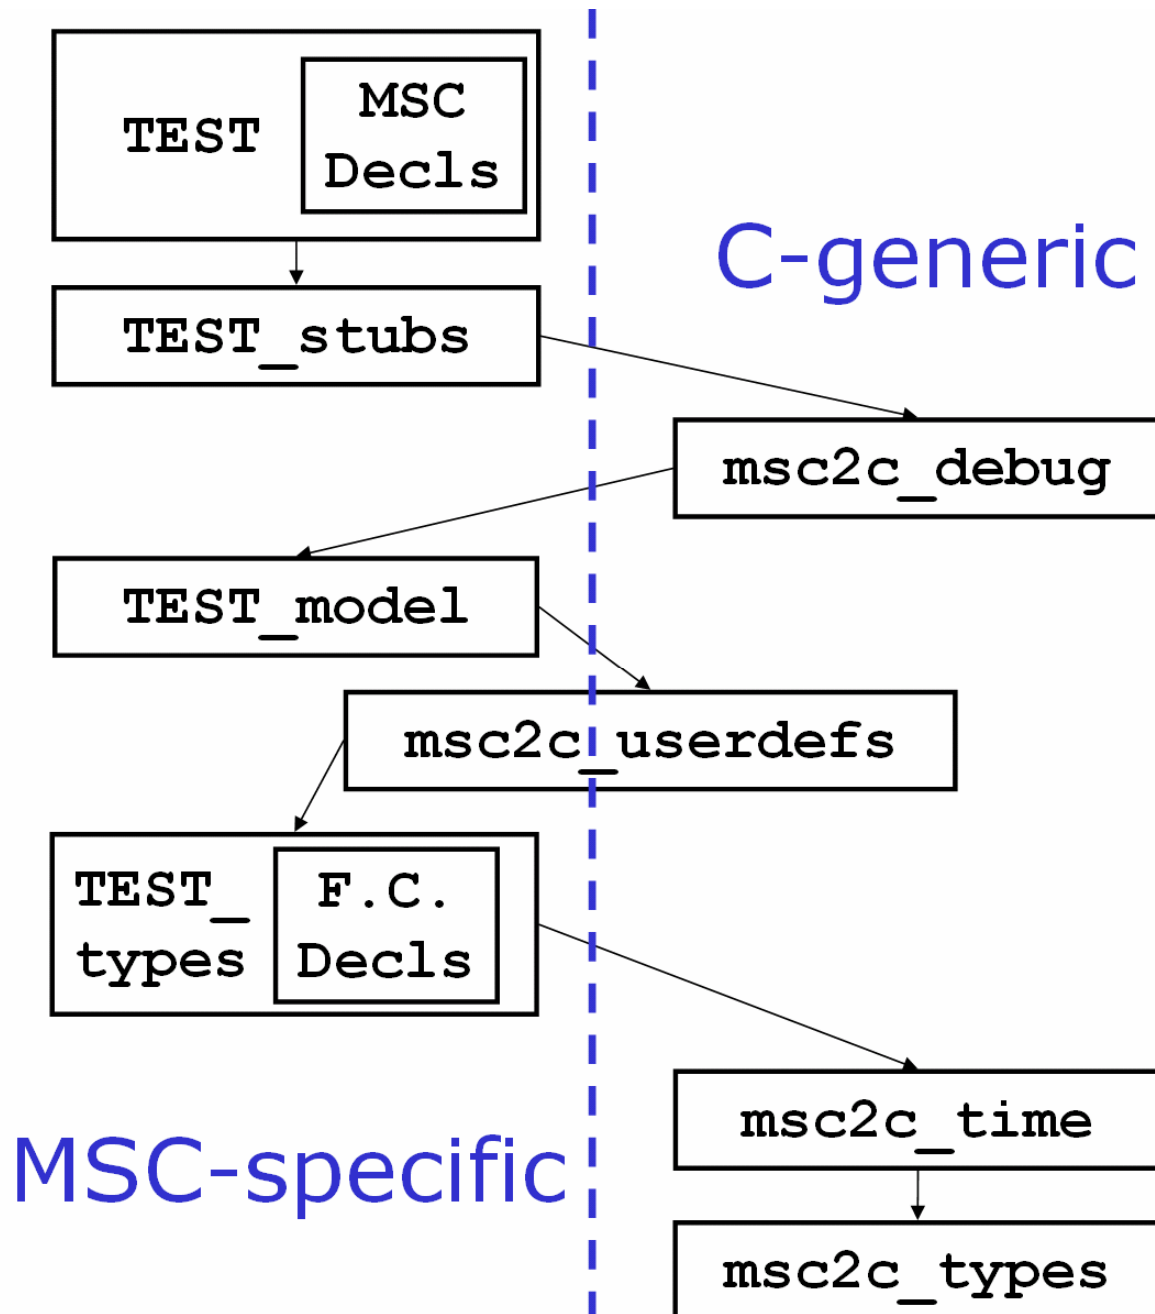 MSC
TEST
Decls
C-generic
TEST_stubs
msc2c_debug
TEST_model
msc2c_userdefs
TEST_
types
F.C.
Decls
msc2c_time
MSC-specific
msc2c_types